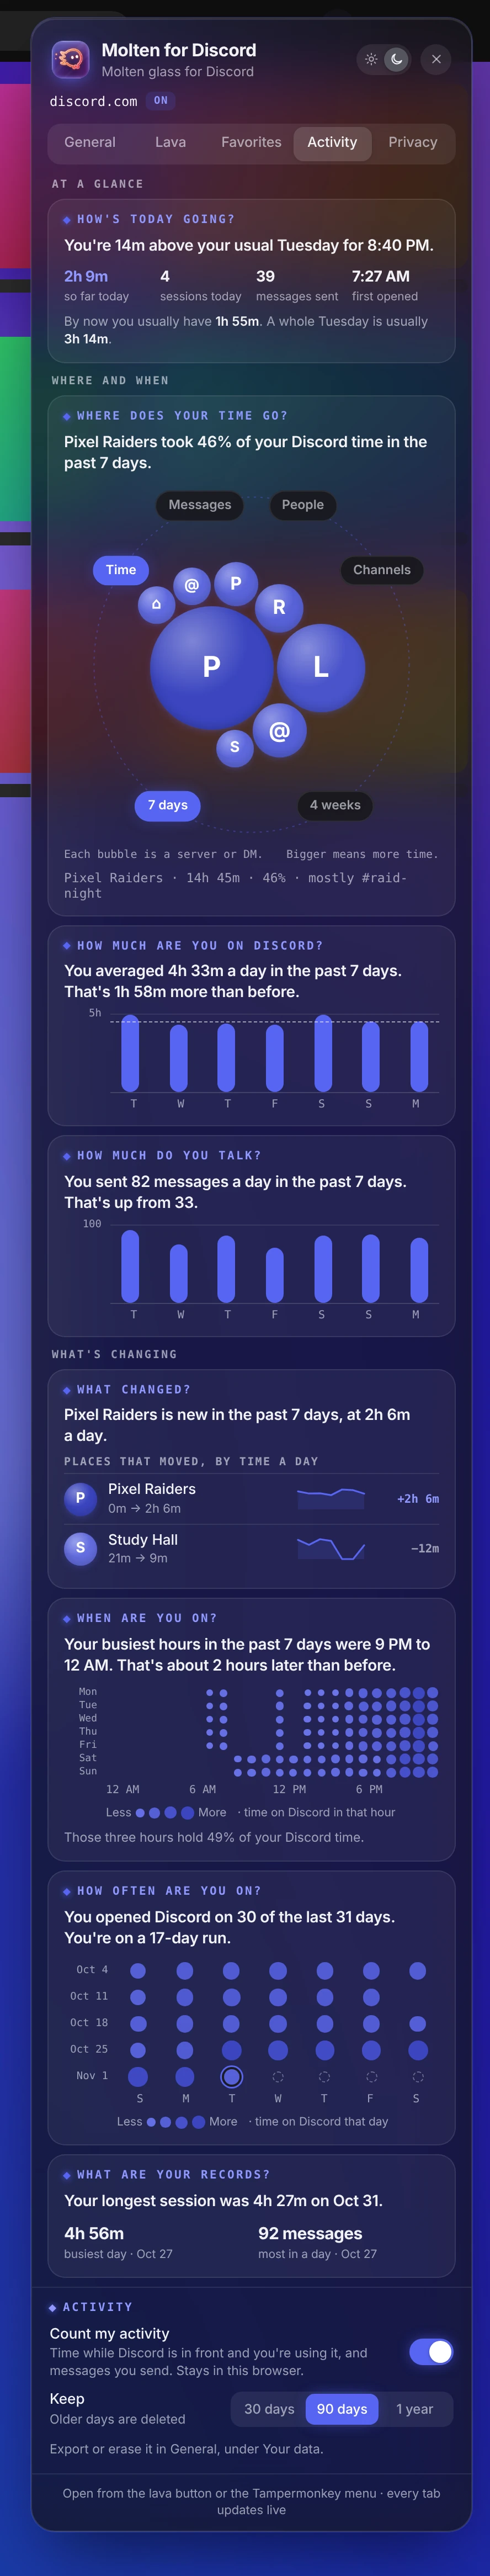 Molten for Discord
Molten glass for Discord
discord.com ON
General Lava Favorites Activity Privacy
AT A GLANCE
HOW'S TODAY GOING?
You're 14m above your usual Tuesday for 8:40 PM.
2h 9m 4 39 7:27 AM
so far today sessions today messages sent first opened
By now you usually have 1h 55m. A whole Tuesday is usually
3h 14m.
WHERE AND WHEN
WHERE DOES YOUR TIME GO?
Pixel Raiders took 46% of your Discord time in the
past 7 days.
Messages People
Time Channels
@ P
R
P L
@
S
7 days 4 weeks
Each bubble is a server or DM. Bigger means more time.
Pixel Raiders · 14h 45m · 46% · mostly #raid-
night
HOW MUCH ARE YOU ON DISCORD?
You averaged 4h 33m a day in the past 7 days.
That's 1h 58m more than before.
5h
T W T F S S M
HOW MUCH DO YOU TALK?
You sent 82 messages a day in the past 7 days.
That's up from 33.
100
T W T F S S M
WHAT'S CHANGING
WHAT CHANGED?
Pixel Raiders is new in the past 7 days, at 2h 6m
a day.
PLACES THAT MOVED, BY TIME A DAY
P Pixel Raiders +2h 6m
0m → 2h 6m
S Study Hall −12m
21m → 9m
WHEN ARE YOU ON?
Your busiest hours in the past 7 days were 9 PM to
12 AM. That's about 2 hours later than before.
Mon
Tue
Wed
Thu
Fri
Sat
Sun
12 AM 6 AM 12 PM 6 PM
Less More · time on Discord in that hour
Those three hours hold 49% of your Discord time.
HOW OFTEN ARE YOU ON?
You opened Discord on 30 of the last 31 days.
You're on a 17-day run.
Oct 4
Oct 11
Oct 18
Oct 25
Nov 1
S M T W T F S
Less More · time on Discord that day
WHAT ARE YOUR RECORDS?
Your longest session was 4h 27m on Oct 31.
4h 56m 92 messages
busiest day · Oct 27 most in a day · Oct 27
ACTIVITY
Count my activity
Time while Discord is in front and you're using it, and
messages you send. Stays in this browser.
Keep 30 days 90 days 1 year
Older days are deleted
Export or erase it in General, under Your data.
Open from the lava button or the Tampermonkey menu · every tab
updates live